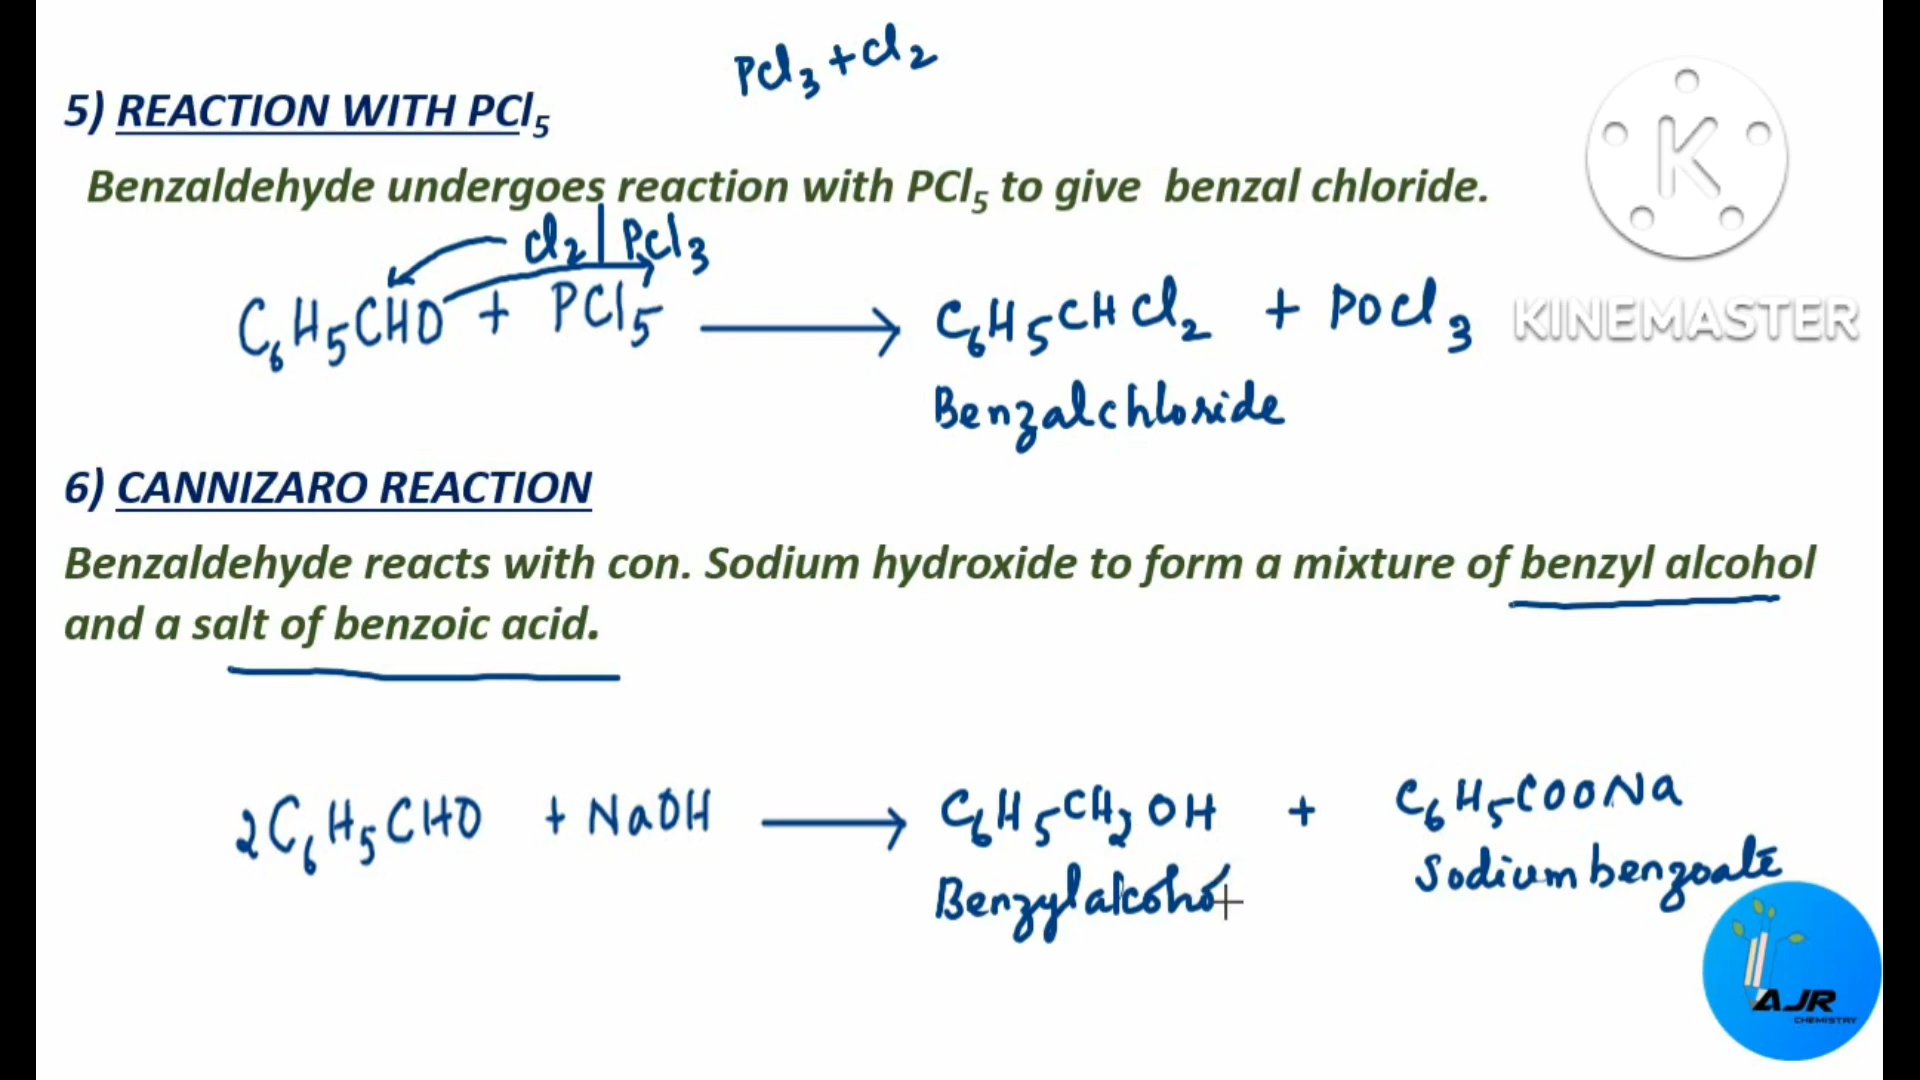 PCl₃ + Cl₂
5) REACTION WITH PCl₅
Benzaldehyde undergoes reaction with PCl₅ to give benzal chloride.
Cl₂ | PCl₃
C₆H₅CHO + PCl₅ → C₆H₅CHCl₂ + POCl₃
KINEMASTER
Benzalchloride
6) CANNIZARO REACTION
Benzaldehyde reacts with con. Sodium hydroxide to form a mixture of benzyl alcohol
and a salt of benzoic acid.
2C₆H₅CHO + NaOH → C₆H₅CH₂OH + C₆H₅COONa
Benzylalcoho Sodium benzoate
AJR
CHEMISTRY